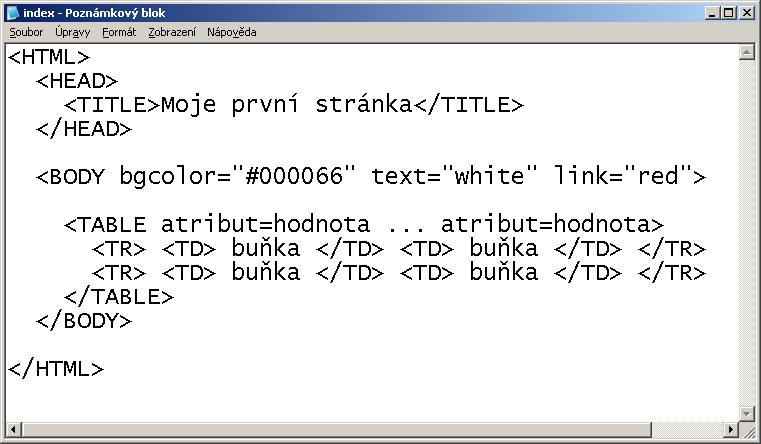 index - Poznámkový blok
Soubor Úpravy Formát Zobrazení Nápověda
<HTML>
  <HEAD>
    <TITLE>Moje první stránka</TITLE>
  </HEAD>

  <BODY bgcolor="#000066" text="white" link="red">

    <TABLE atribut=hodnota ... atribut=hodnota>
      <TR> <TD> buňka </TD> <TD> buňka </TD> </TR>
      <TR> <TD> buňka </TD> <TD> buňka </TD> </TR>
    </TABLE>
  </BODY>

</HTML>